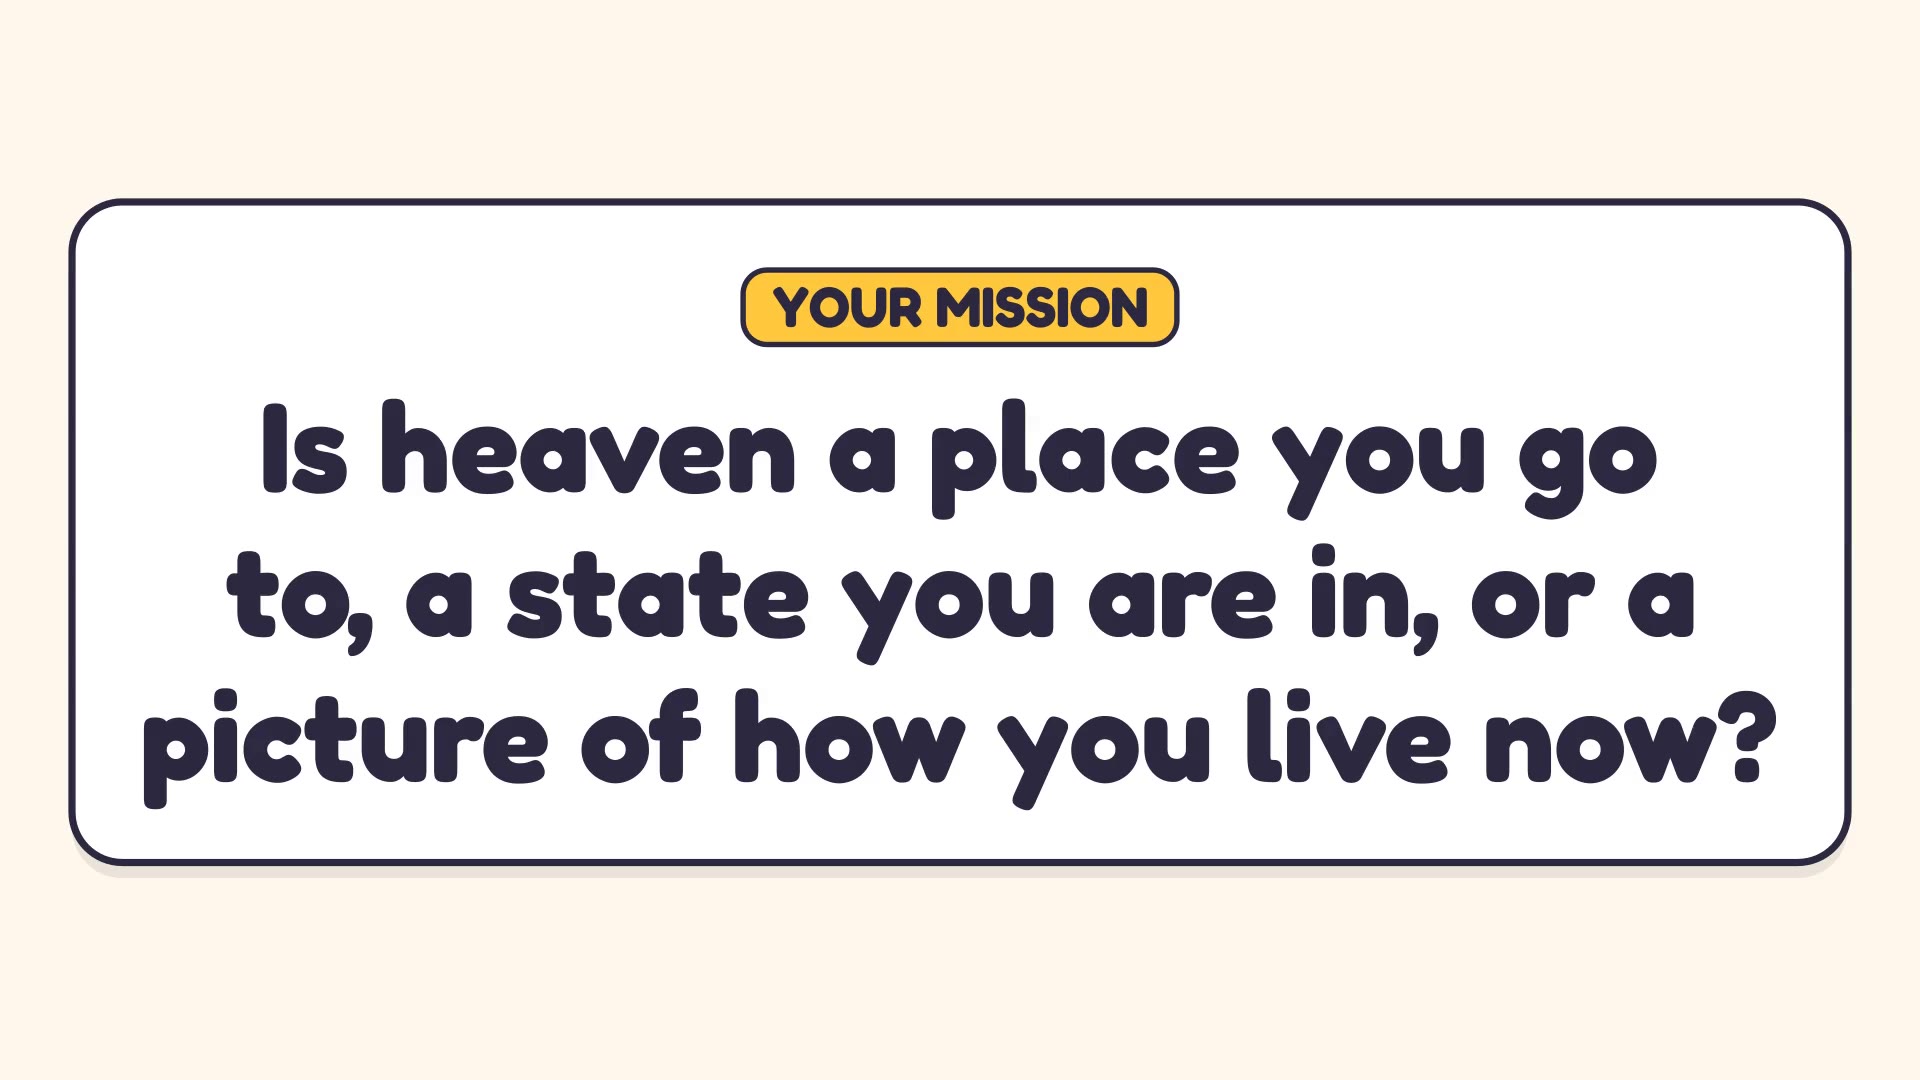 YOUR MISSION
Is heaven a place you go
to, a state you are in, or a
picture of how you live now?